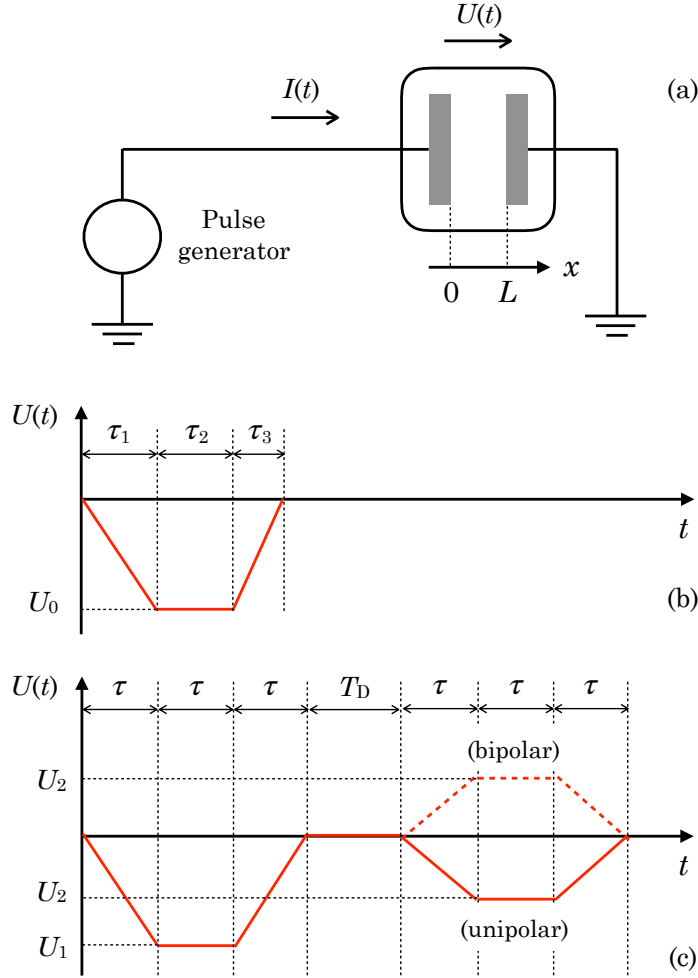 U(t)
I(t)
(a)
Pulse
generator
x
0 L
U(t)
τ1 τ2 τ3
t
U0
(b)
U(t)
τ τ τ TD τ τ τ
(bipolar)
U2
t
U2
(unipolar)
U1
(c)